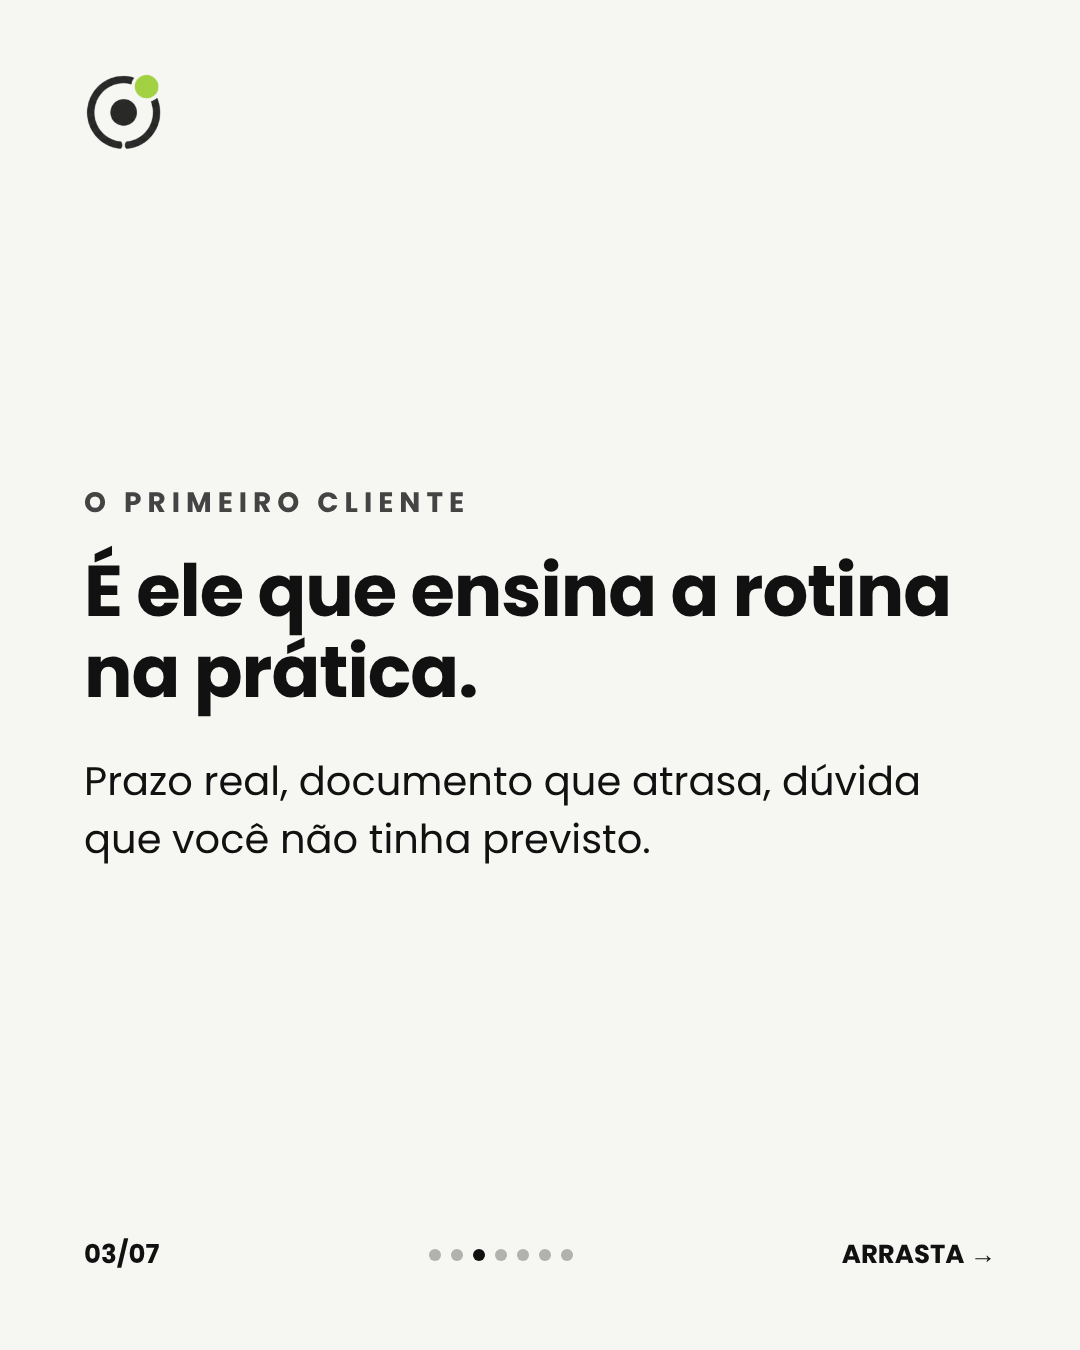 O PRIMEIRO CLIENTE
É ele que ensina a rotina
na prática.
Prazo real, documento que atrasa, dúvida
que você não tinha previsto.
03/07
ARRASTA →